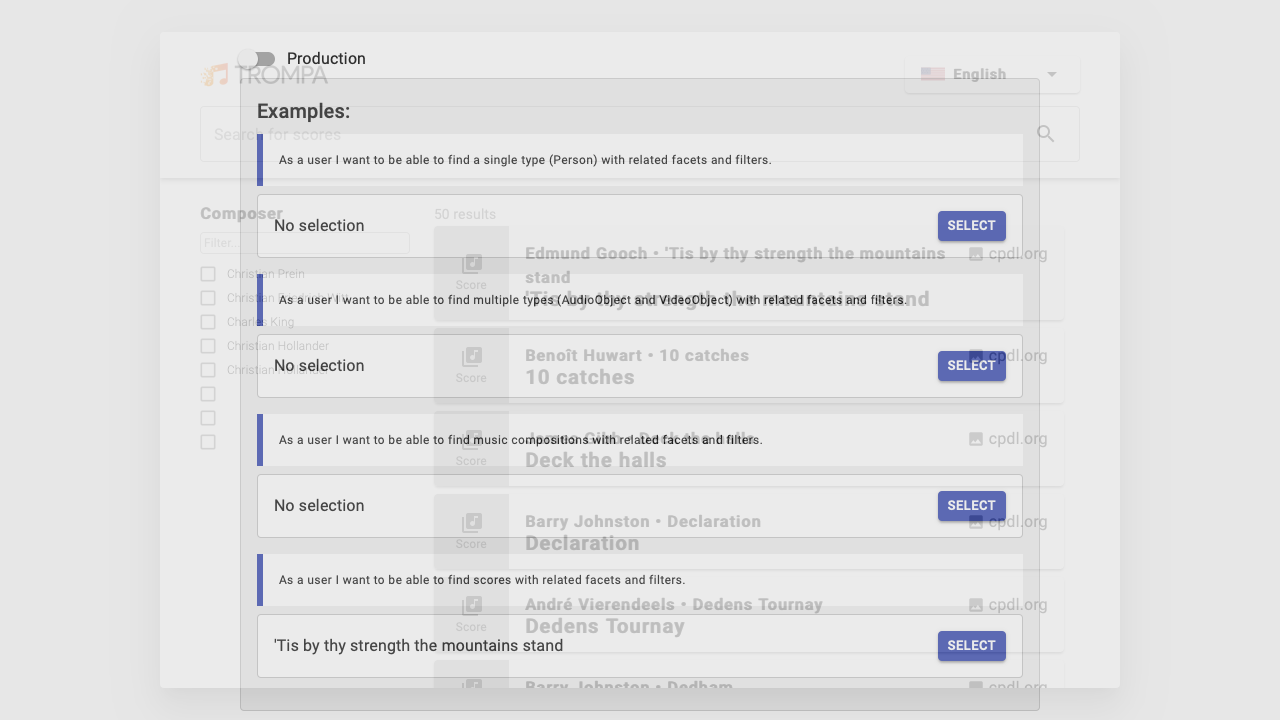 Production
TROMPA
English
Examples:
Search for scores
As a user I want to be able to find a single type (Person) with related facets and filters.
Composer
50 results
No selection
SELECT
Filter...
Edmund Gooch • 'Tis by thy strength the mountains stand
cpdl.org
Score
'Tis by thy strength the mountains stand
Christian Prein
Christian
As a user I want to be able to find multiple types (AudioObject and VideoObject) with related facets and filters.
Charles King
Christian Hollander
Benoît Huwart • 10 catches
cpdl.org
No selection
SELECT
Christian
Score
10 catches
As a user I want to be able to find music compositions with related facets and filters.
James Gibb • Deck the halls
cpdl.org
Score
Deck the halls
No selection
SELECT
Barry Johnston • Declaration
cpdl.org
Score
Declaration
As a user I want to be able to find scores with related facets and filters.
André Vierendeels • Dedens Tournay
cpdl.org
Score
Dedens Tournay
'Tis by thy strength the mountains stand
SELECT
Barry Johnston • Dedham
cpdl.org